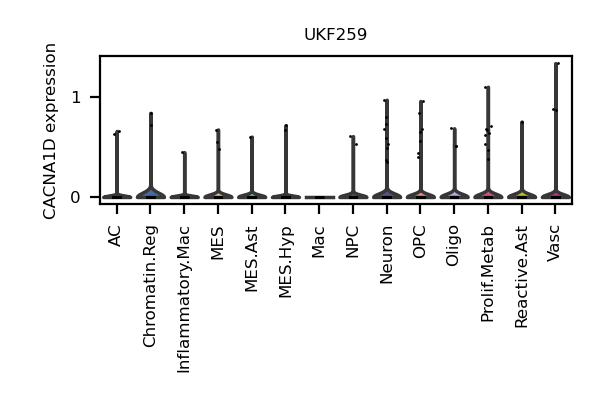 UKF259
CACNA1D expression
1
0
AC
Chromatin.Reg
Inflammatory.Mac
MES
MES.Ast
MES.Hyp
Mac
NPC
Neuron
OPC
Oligo
Prolif.Metab
Reactive.Ast
Vasc